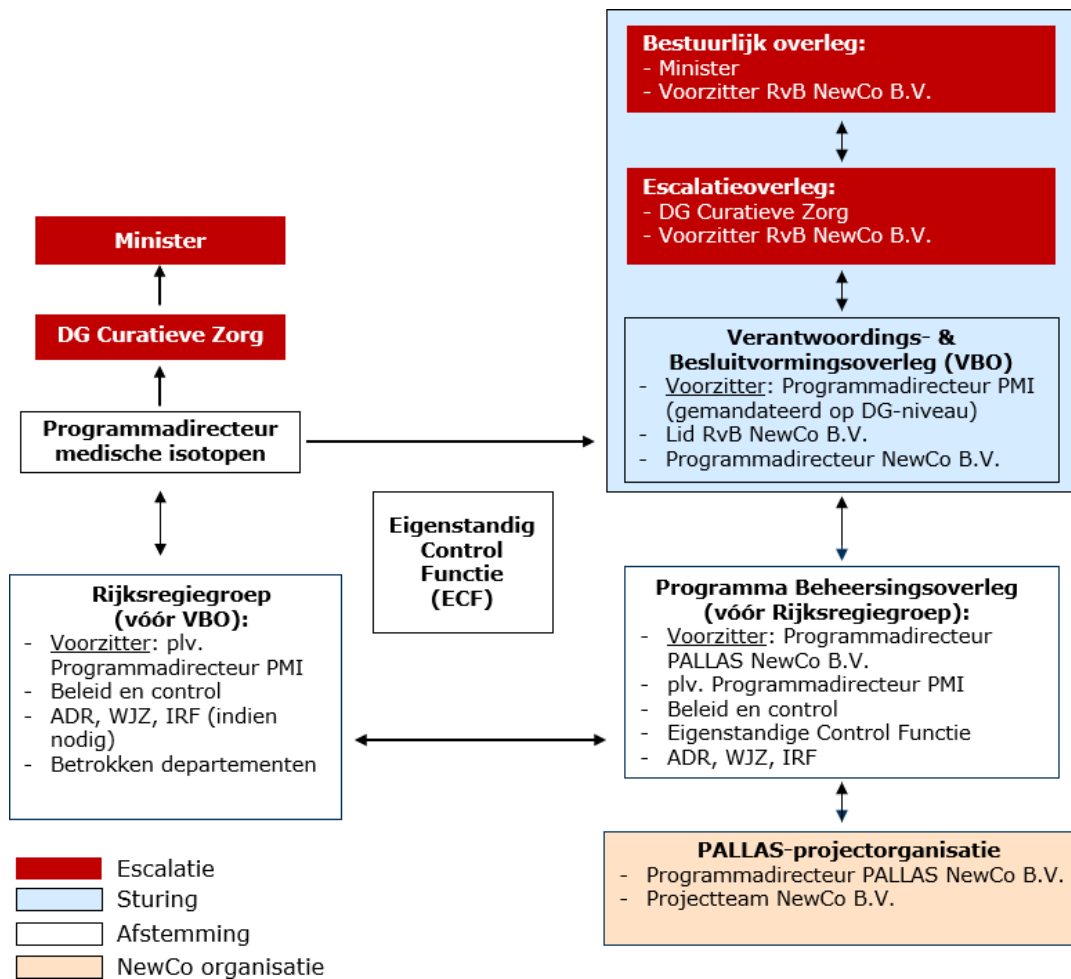 Bestuurlijk overleg:
- Minister
- Voorzitter RvB NewCo B.V.
Escalatieoverleg:
- DG Curatieve Zorg
- Voorzitter RvB NewCo B.V.
Minister
DG Curatieve Zorg
Programmadirecteur
medische isotopen
Verantwoordings- &
Besluitvormingsoverleg (VBO)
- Voorzitter: Programmadirecteur PMI
(gemandateerd op DG-niveau)
- Lid RvB NewCo B.V.
- Programmadirecteur NewCo B.V.
Eigenstandig
Control
Functie
(ECF)
Rijksregiegroep
(vóór VBO):
- Voorzitter: plv.
Programmadirecteur PMI
- Beleid en control
- ADR, WJZ, IRF (indien
nodig)
- Betrokken departementen
Programma Beheersingsoverleg
(vóór Rijksregiegroep):
- Voorzitter: Programmadirecteur
PALLAS NewCo B.V.
- plv. Programmadirecteur PMI
- Beleid en control
- Eigenstandige Control Functie
- ADR, WJZ, IRF
PALLAS-projectorganisatie
- Programmadirecteur PALLAS NewCo B.V.
- Projectteam NewCo B.V.
Escalatie
Sturing
Afstemming
NewCo organisatie